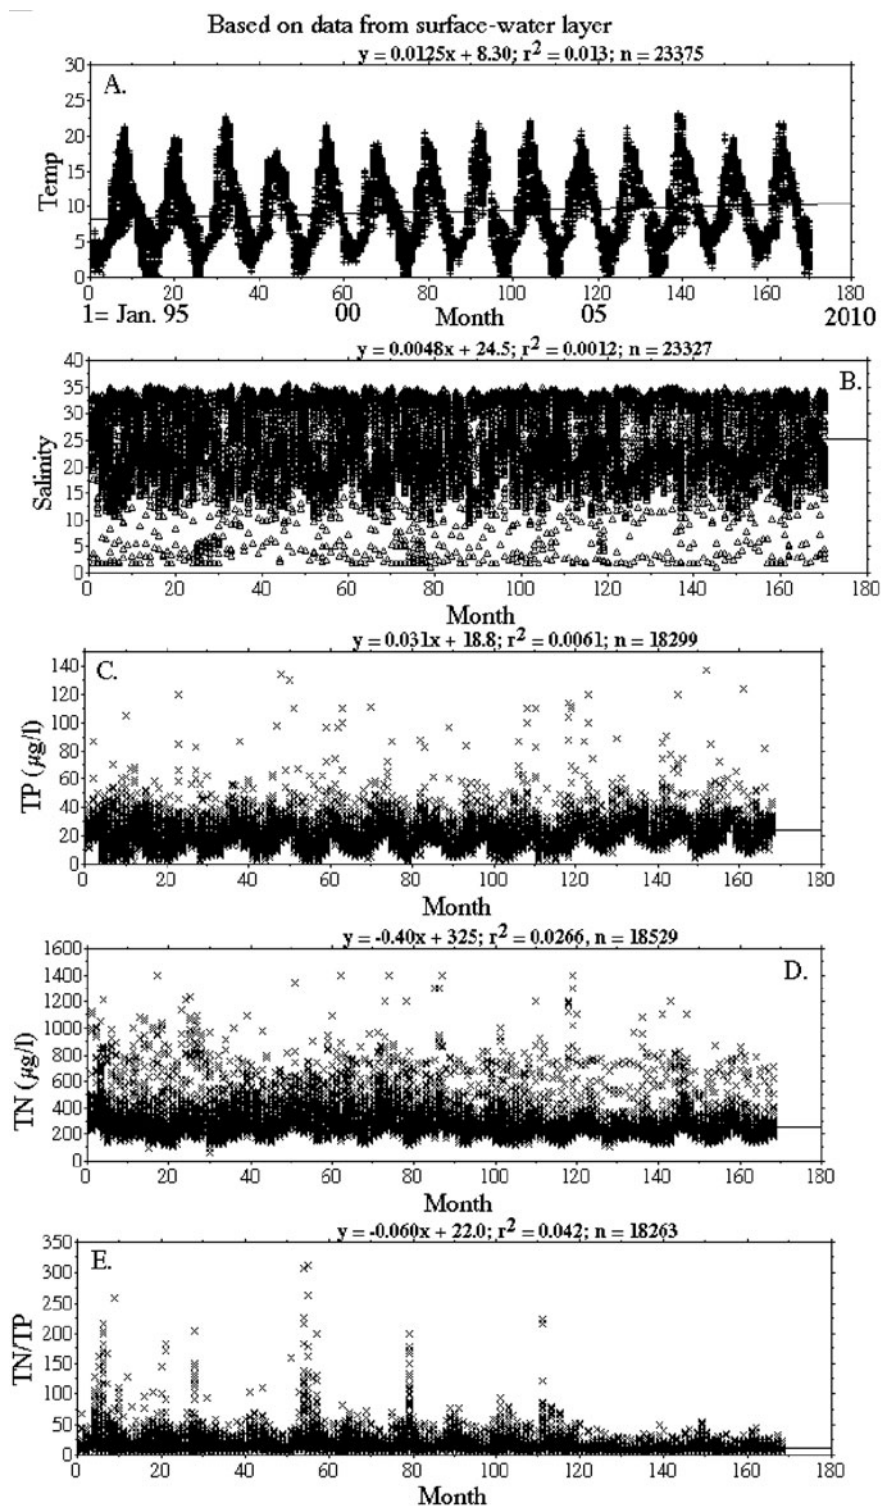 Based on data from surface-water layer
y = 0.0125x + 8.30; r² = 0.013; n = 23375
A.
30
25
20
15
10
5
0
Temp
0 20 40 60 80 100 120 140 160 180
1= Jan. 95 00 Month 05 2010
y = 0.0048x + 24.5; r² = 0.0012; n = 23327
B.
40
35
30
25
20
15
10
5
0
Salinity
0 20 40 60 80 100 120 140 160 180
Month
y = 0.031x + 18.8; r² = 0.0061; n = 18299
C.
140
120
100
80
60
40
20
0
TP (µg/l)
0 20 40 60 80 100 120 140 160 180
Month
y = -0.40x + 325; r² = 0.0266, n = 18529
D.
1600
1400
1200
1000
800
600
400
200
0
TN (µg/l)
0 20 40 60 80 100 120 140 160 180
Month
y = -0.060x + 22.0; r² = 0.042; n = 18263
E.
350
300
250
200
150
100
50
0
TN/TP
0 20 40 60 80 100 120 140 160 180
Month